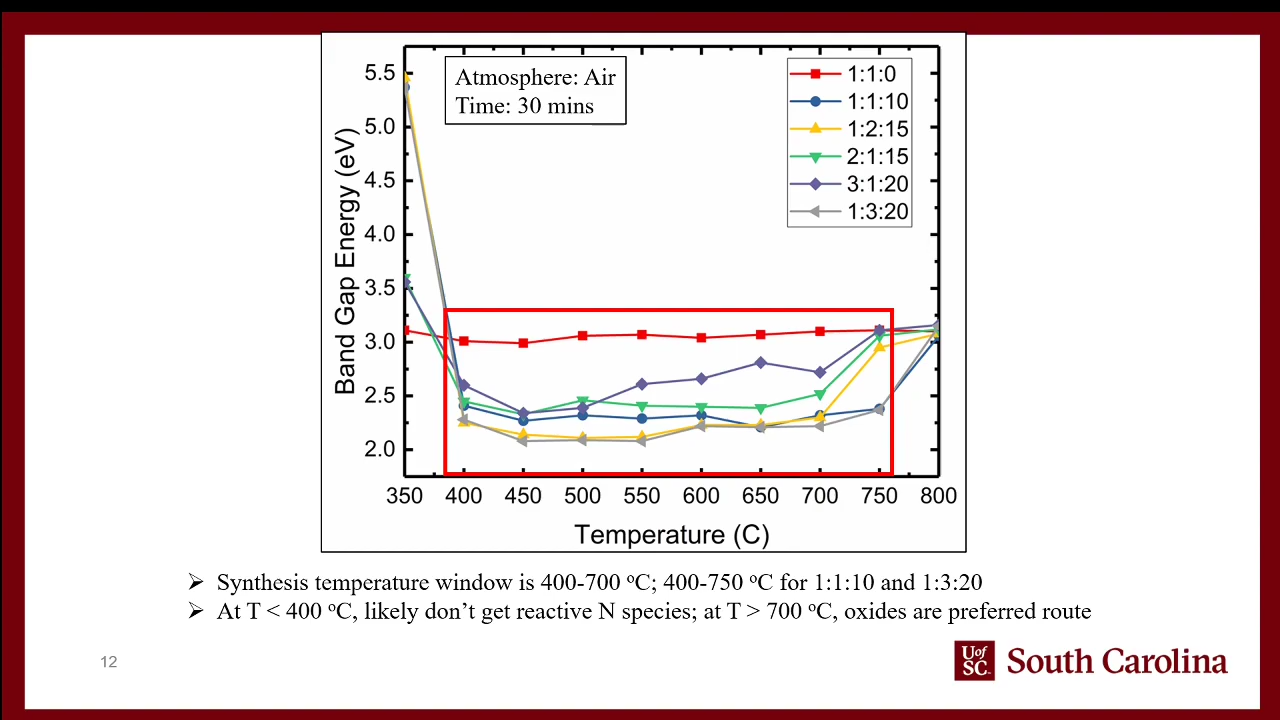 Atmosphere: Air
Time: 30 mins
1:1:0
1:1:10
1:2:15
2:1:15
3:1:20
1:3:20
Band Gap Energy (eV)
5.5
5.0
4.5
4.0
3.5
3.0
2.5
2.0
350 400 450 500 550 600 650 700 750 800
Temperature (C)
➢ Synthesis temperature window is 400-700 ºC; 400-750 ºC for 1:1:10 and 1:3:20
➢ At T < 400 ºC, likely don’t get reactive N species; at T > 700 ºC, oxides are preferred route
12
UofSC South Carolina